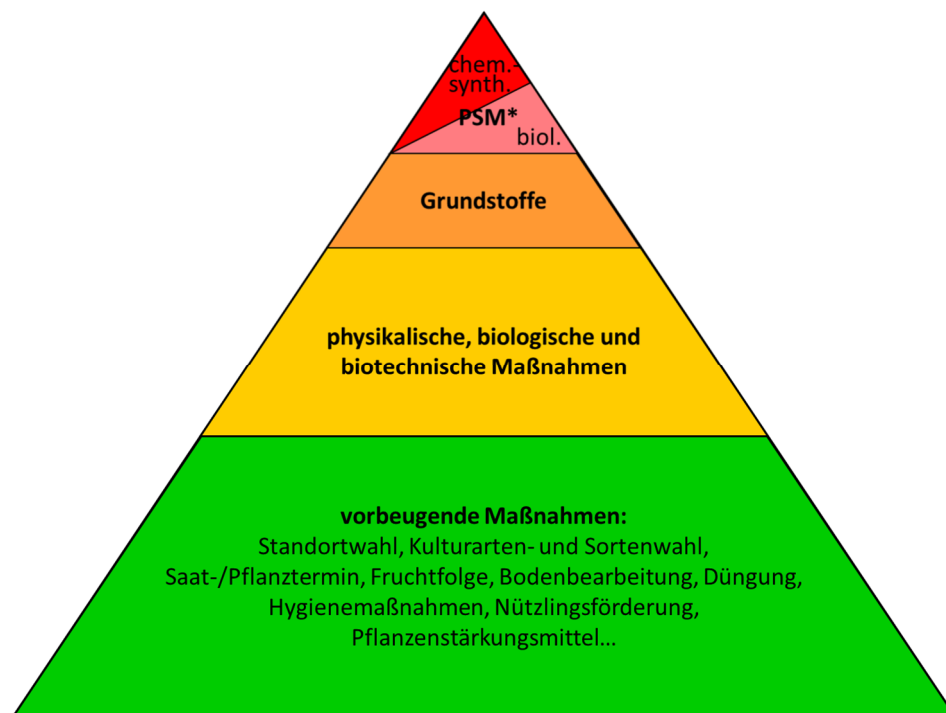 chem.-
synth.
PSM*
biol.
Grundstoffe
physikalische, biologische und
biotechnische Maßnahmen
vorbeugende Maßnahmen:
Standortwahl, Kulturarten- und Sortenwahl,
Saat-/Pflanztermin, Fruchtfolge, Bodenbearbeitung, Düngung,
Hygienemaßnahmen, Nützlingsförderung,
Pflanzenstärkungsmittel...